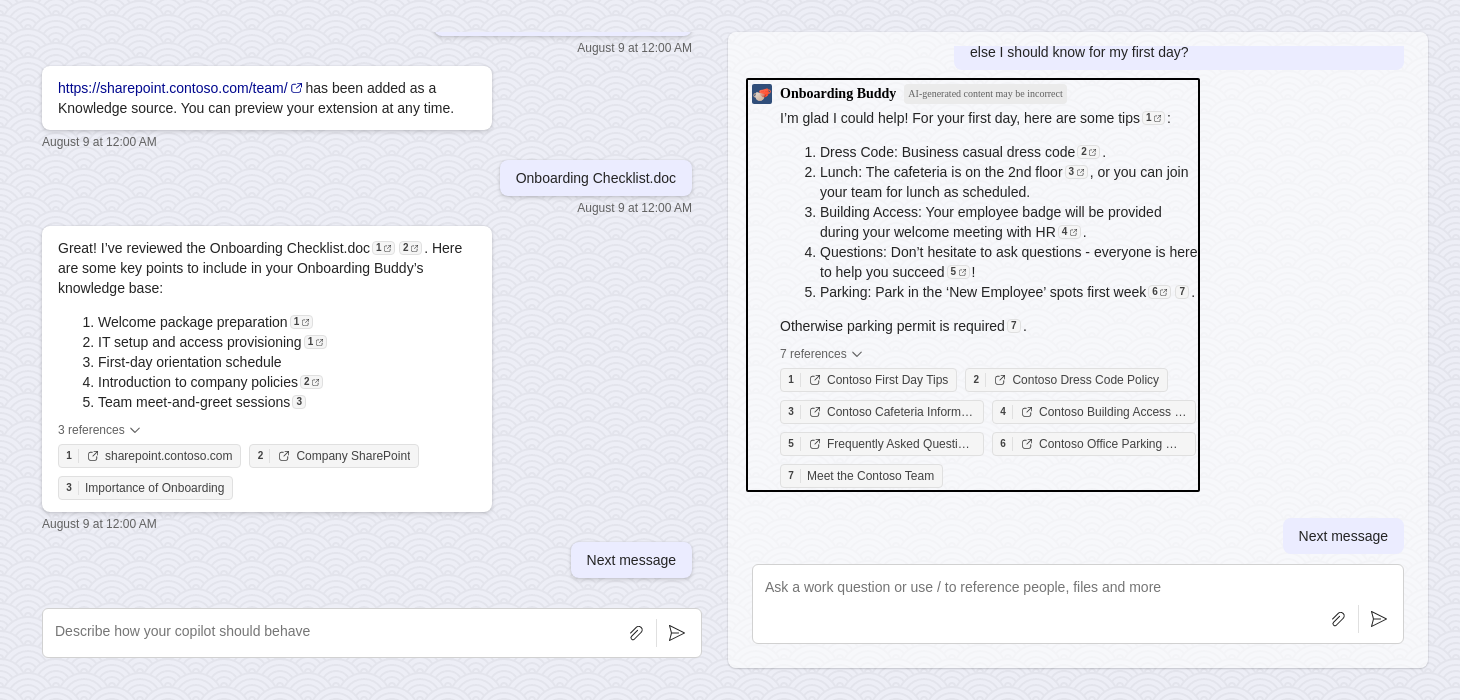 August 9 at 12:00 AM
https://sharepoint.contoso.com/team/ has been added as a
Knowledge source. You can preview your extension at any time.
August 9 at 12:00 AM
Onboarding Checklist.doc
August 9 at 12:00 AM
Great! I’ve reviewed the Onboarding Checklist.doc 1 2 . Here
are some key points to include in your Onboarding Buddy’s
knowledge base:
1. Welcome package preparation 1
2. IT setup and access provisioning 1
3. First-day orientation schedule
4. Introduction to company policies 2
5. Team meet-and-greet sessions 3
3 references
1 sharepoint.contoso.com 2 Company SharePoint
3 Importance of Onboarding
August 9 at 12:00 AM
Next message
Describe how your copilot should behave
else I should know for my first day?
Onboarding Buddy AI-generated content may be incorrect
I’m glad I could help! For your first day, here are some tips 1 :
1. Dress Code: Business casual dress code 2 .
2. Lunch: The cafeteria is on the 2nd floor 3 , or you can join
your team for lunch as scheduled.
3. Building Access: Your employee badge will be provided
during your welcome meeting with HR 4 .
4. Questions: Don’t hesitate to ask questions - everyone is here
to help you succeed 5 !
5. Parking: Park in the ‘New Employee’ spots first week 6 7 .
Otherwise parking permit is required 7 .
7 references
1 Contoso First Day Tips 2 Contoso Dress Code Policy
3 Contoso Cafeteria Inform… 4 Contoso Building Access …
5 Frequently Asked Questi… 6 Contoso Office Parking …
7 Meet the Contoso Team
Next message
Ask a work question or use / to reference people, files and more